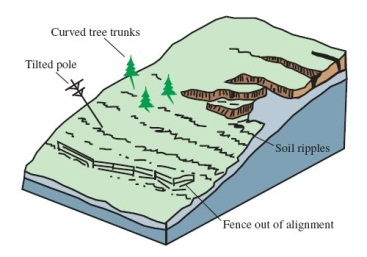 Curved tree trunks
Tilted pole
Soil ripples
Fence out of alignment